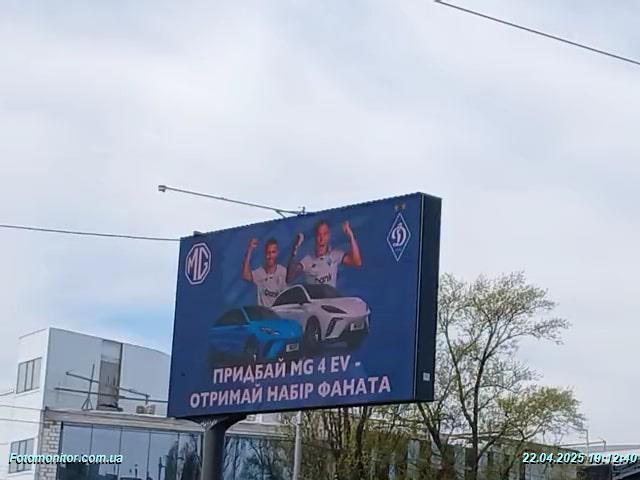 MG
Д
ПРИДБАЙ MG 4 EV -
ОТРИМАЙ НАБІР ФАНАТА
Fotomonitor.com.ua
22.04.2025 19:12:40